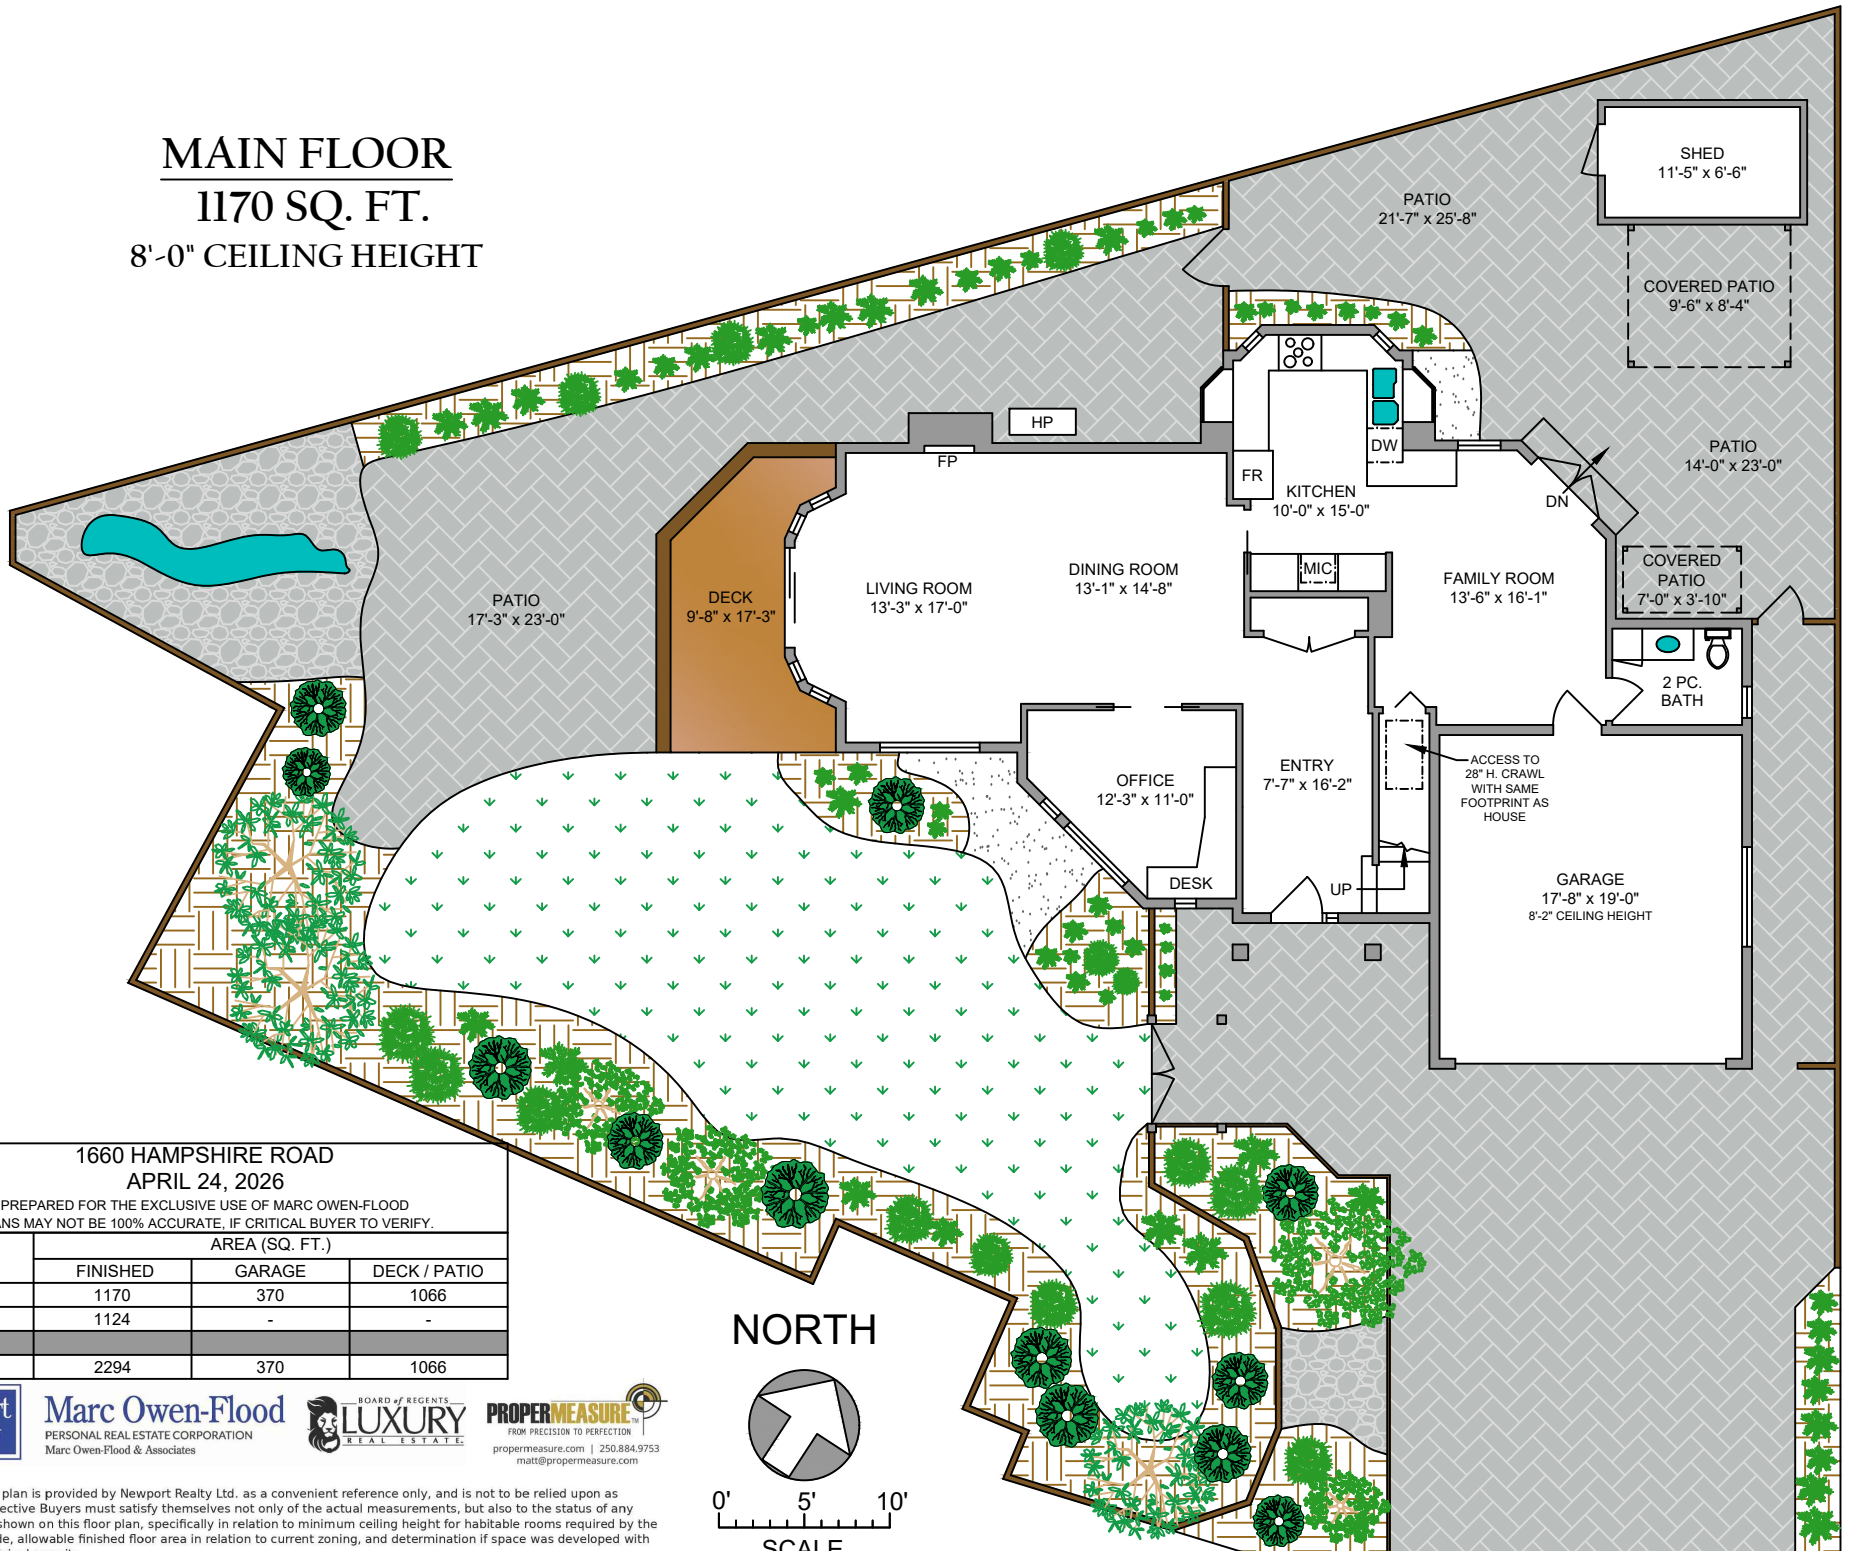 MAIN FLOOR
1170 SQ. FT.
8'-0" CEILING HEIGHT
SHED
11'-5" x 6'-6"
PATIO
21'-7" x 25'-8"
COVERED PATIO
9'-6" x 8'-4"
HP
FP
DW
FR
KITCHEN
10'-0" x 15'-0"
PATIO
14'-0" x 23'-0"
DN
MIC
COVERED
PATIO
7'-0" x 3'-10"
FAMILY ROOM
13'-6" x 16'-1"
DINING ROOM
13'-1" x 14'-8"
LIVING ROOM
13'-3" x 17'-0"
DECK
9'-8" x 17'-3"
PATIO
17'-3" x 23'-0"
2 PC.
BATH
ACCESS TO
28" H. CRAWL
WITH SAME
FOOTPRINT AS
HOUSE
ENTRY
7'-7" x 16'-2"
OFFICE
12'-3" x 11'-0"
DESK
UP
GARAGE
17'-8" x 19'-0"
8'-2" CEILING HEIGHT
1660 HAMPSHIRE ROAD
APRIL 24, 2026
PREPARED FOR THE EXCLUSIVE USE OF MARC OWEN-FLOOD
MAY NOT BE 100% ACCURATE, IF CRITICAL BUYER TO VERIFY.
AREA (SQ. FT.)
FINISHED GARAGE DECK / PATIO
1170 370 1066
1124 - -
2294 370 1066
Marc Owen-Flood
PERSONAL REAL ESTATE CORPORATION
Marc Owen-Flood & Associates
BOARD of REGENTS
LUXURY
REAL ESTATE
PROPERMEASURE™
FROM PRECISION TO PERFECTION
propermeasure.com | 250.884.9753
matt@propermeasure.com
NORTH
0' 5' 10'
SCALE
plan is provided by Newport Realty Ltd. as a convenient reference only, and is not to be relied upon as
Buyers must satisfy themselves not only of the actual measurements, but also to the status of any
shown on this floor plan, specifically in relation to minimum ceiling height for habitable rooms required by the
allowable finished floor area in relation to current zoning, and determination if space was developed with